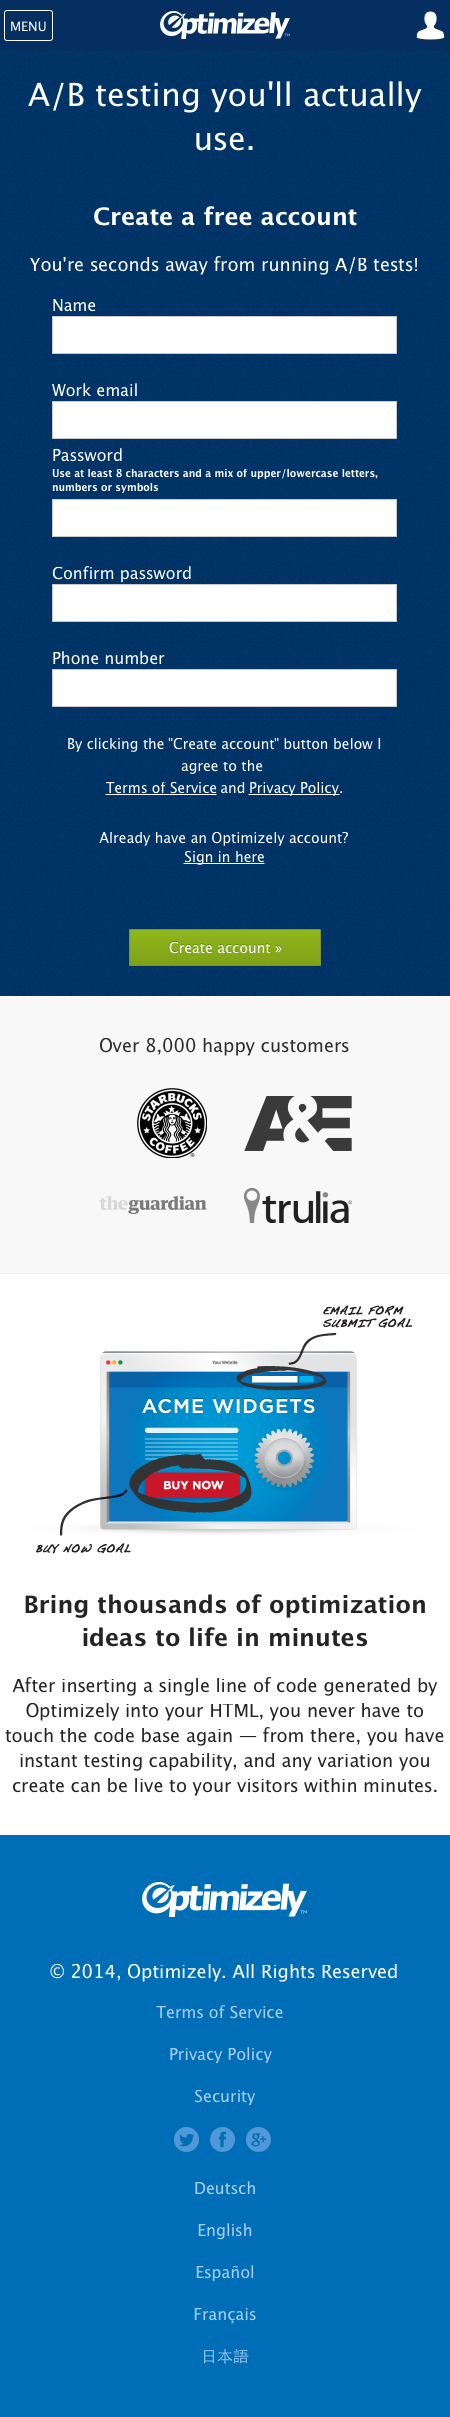 MENU
Optimizely™
A/B testing you'll actually
use.
Create a free account
You're seconds away from running A/B tests!
Name
Work email
Password
Use at least 8 characters and a mix of upper/lowercase letters,
numbers or symbols
Confirm password
Phone number
By clicking the "Create account" button below I
agree to the
Terms of Service and Privacy Policy.
Already have an Optimizely account?
Sign in here
Create account »
Over 8,000 happy customers
STARBUCKS
COFFEE
A&E
theguardian
trulia®
EMAIL FORM
SUBMIT GOAL
Your Website
ACME WIDGETS
BUY NOW
BUY NOW GOAL
Bring thousands of optimization
ideas to life in minutes
After inserting a single line of code generated by
Optimizely into your HTML, you never have to
touch the code base again — from there, you have
instant testing capability, and any variation you
create can be live to your visitors within minutes.
Optimizely™
© 2014, Optimizely. All Rights Reserved
Terms of Service
Privacy Policy
Security
Deutsch
English
Español
Français
日本語